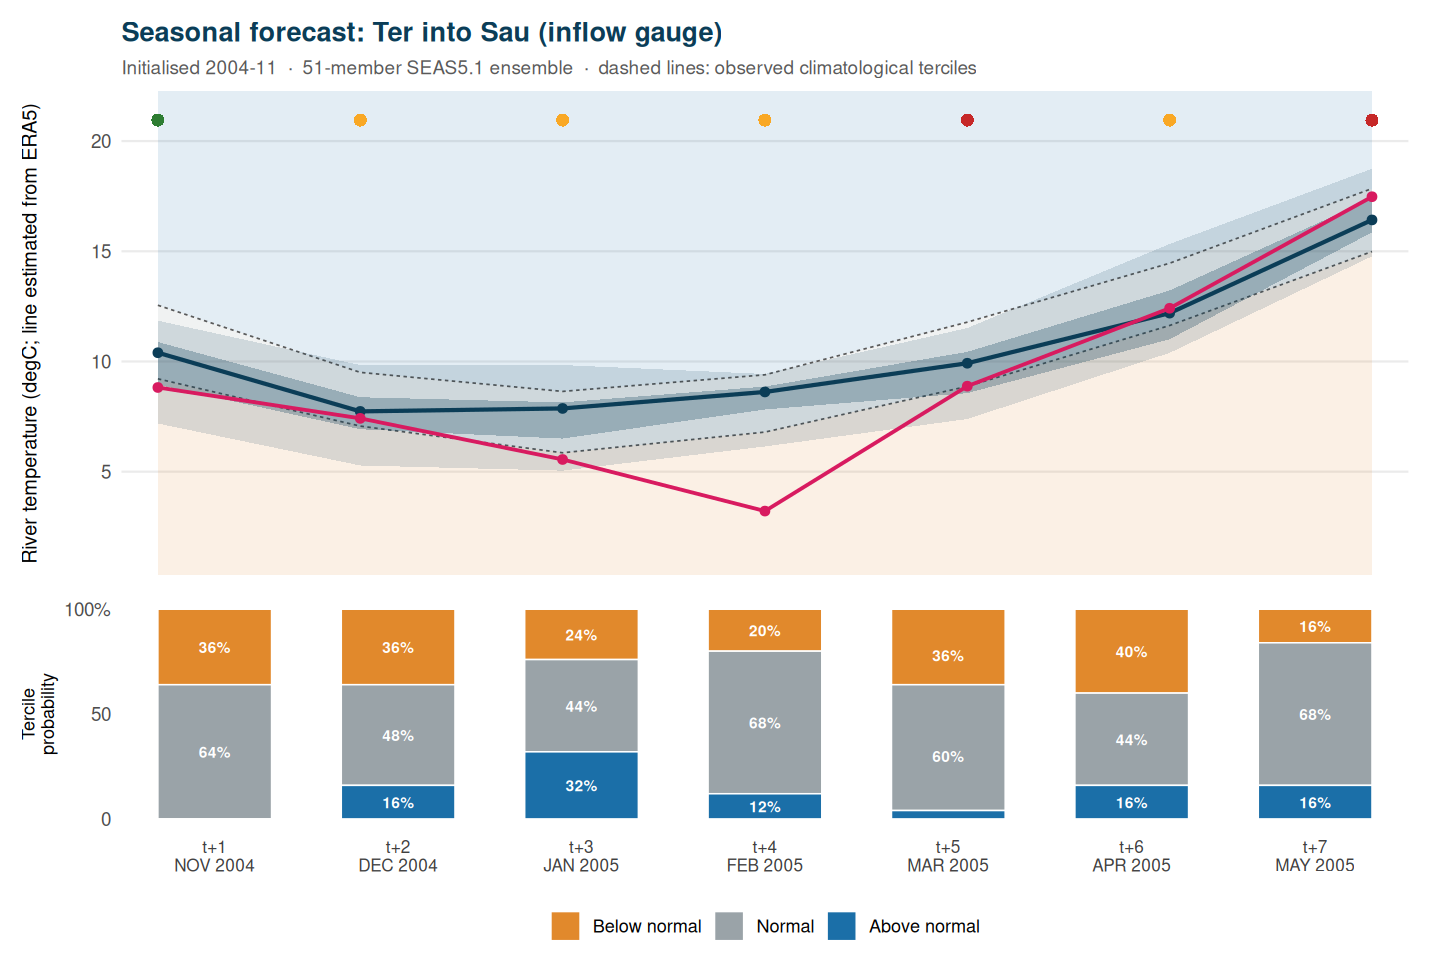 Seasonal forecast: Ter into Sau (inflow gauge)
Initialised 2004-11 · 51-member SEAS5.1 ensemble · dashed lines: observed climatological terciles
River temperature (degC; line estimated from ERA5)
20
15
10
5
100%
50
0
Tercile
probability
36%
64%
36%
48%
16%
24%
44%
32%
20%
68%
12%
36%
60%
40%
44%
16%
16%
68%
16%
t+1
NOV 2004
t+2
DEC 2004
t+3
JAN 2005
t+4
FEB 2005
t+5
MAR 2005
t+6
APR 2005
t+7
MAY 2005
Below normal
Normal
Above normal